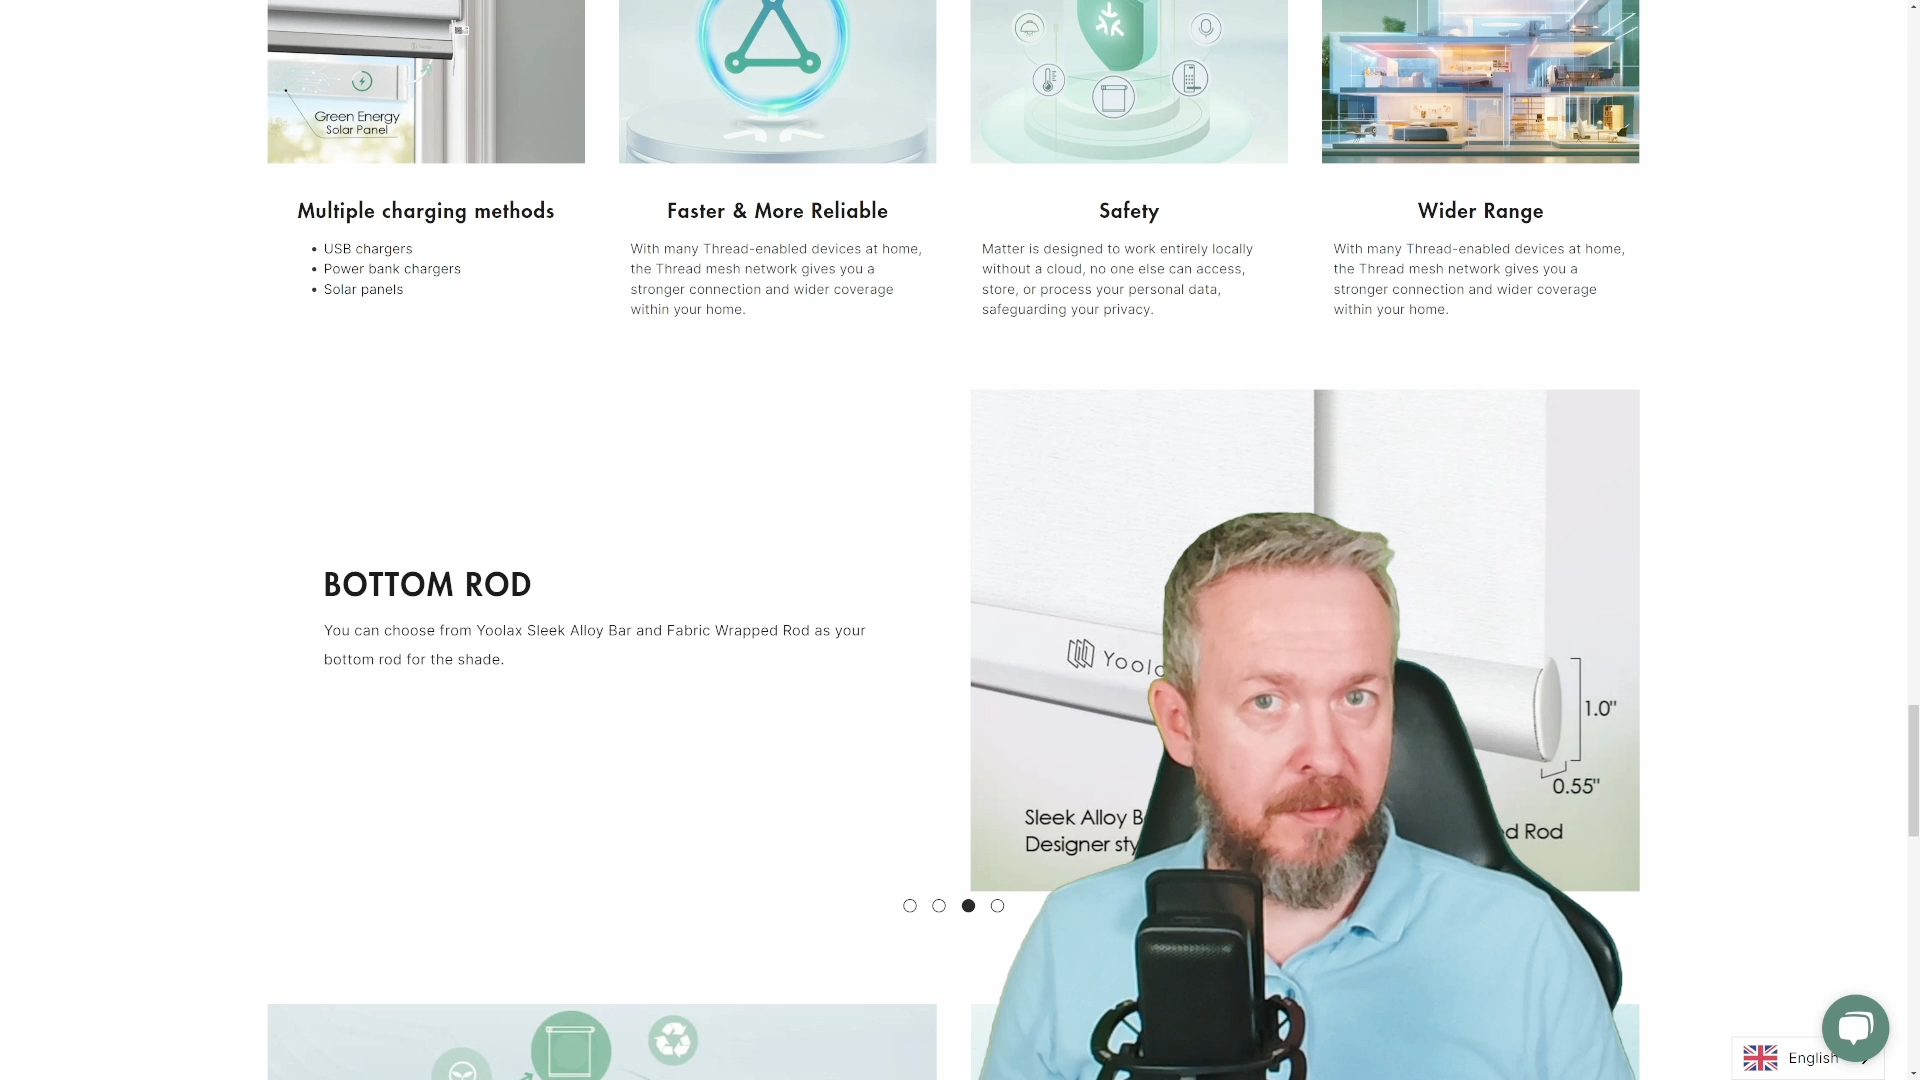 Green Energy
Solar Panel
Multiple charging methods
• USB chargers
• Power bank chargers
• Solar panels
Faster & More Reliable
With many Thread-enabled devices at home,
the Thread mesh network gives you a
stronger connection and wider coverage
within your home.
Safety
Matter is designed to work entirely locally
without a cloud, no one else can access,
store, or process your personal data,
safeguarding your privacy.
Wider Range
With many Thread-enabled devices at home,
the Thread mesh network gives you a
stronger connection and wider coverage
within your home.
BOTTOM ROD
You can choose from Yoolax Sleek Alloy Bar and Fabric Wrapped Rod as your
bottom rod for the shade.
1.0"
0.55"
Sleek Alloy
Designer
Rod
English